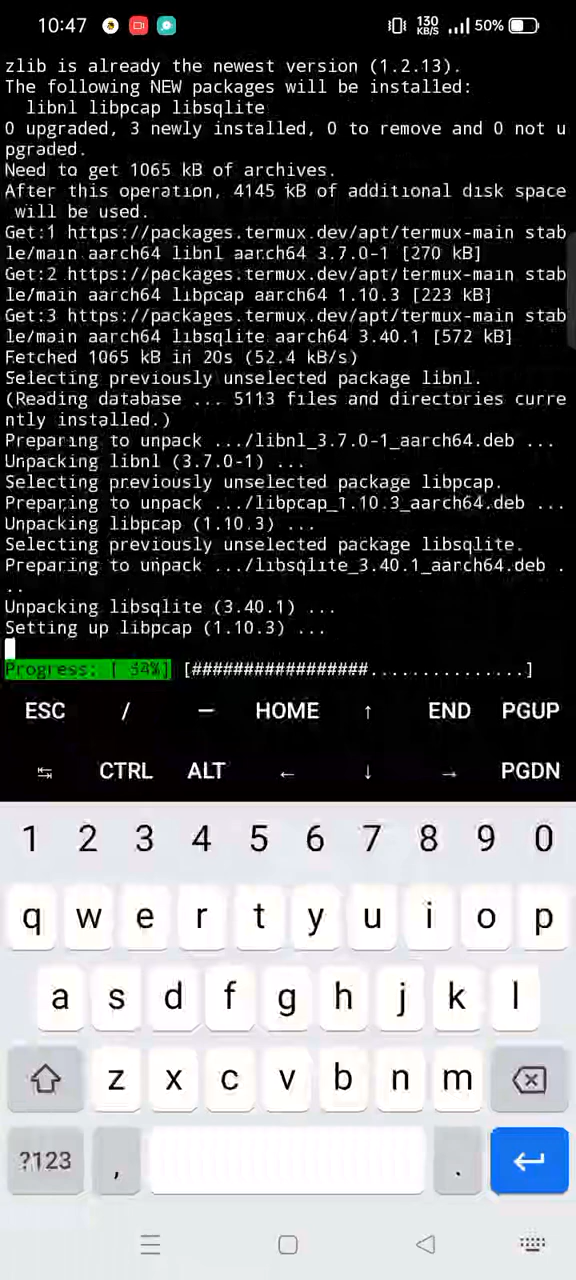 10:47 130 KB/S 50%
zlib is already the newest version (1.2.13).
The following NEW packages will be installed:
  libnl libpcap libsqlite
0 upgraded, 3 newly installed, 0 to remove and 0 not u
pgraded.
Need to get 1065 kB of archives.
After this operation, 4145 kB of additional disk space
 will be used.
Get:1 https://packages.termux.dev/apt/termux-main stab
le/main aarch64 libnl aarch64 3.7.0-1 [270 kB]
Get:2 https://packages.termux.dev/apt/termux-main stab
le/main aarch64 libpcap aarch64 1.10.3 [223 kB]
Get:3 https://packages.termux.dev/apt/termux-main stab
le/main aarch64 libsqlite aarch64 3.40.1 [572 kB]
Fetched 1065 kB in 20s (52.4 kB/s)
Selecting previously unselected package libnl.
(Reading database ... 5113 files and directories curre
ntly installed.)
Preparing to unpack .../libnl_3.7.0-1_aarch64.deb ...
Unpacking libnl (3.7.0-1) ...
Selecting previously unselected package libpcap.
Preparing to unpack .../libpcap_1.10.3_aarch64.deb ...
Unpacking libpcap (1.10.3) ...
Selecting previously unselected package libsqlite.
Preparing to unpack .../libsqlite_3.40.1_aarch64.deb .
..
Unpacking libsqlite (3.40.1) ...
Setting up libpcap (1.10.3) ...
Progress: [ 54%] [#################...............]
ESC / — HOME ↑ END PGUP
↹ CTRL ALT ← ↓ → PGDN
1 2 3 4 5 6 7 8 9 0
q w e r t y u i o p
a s d f g h j k l
z x c v b n m
?123 , .